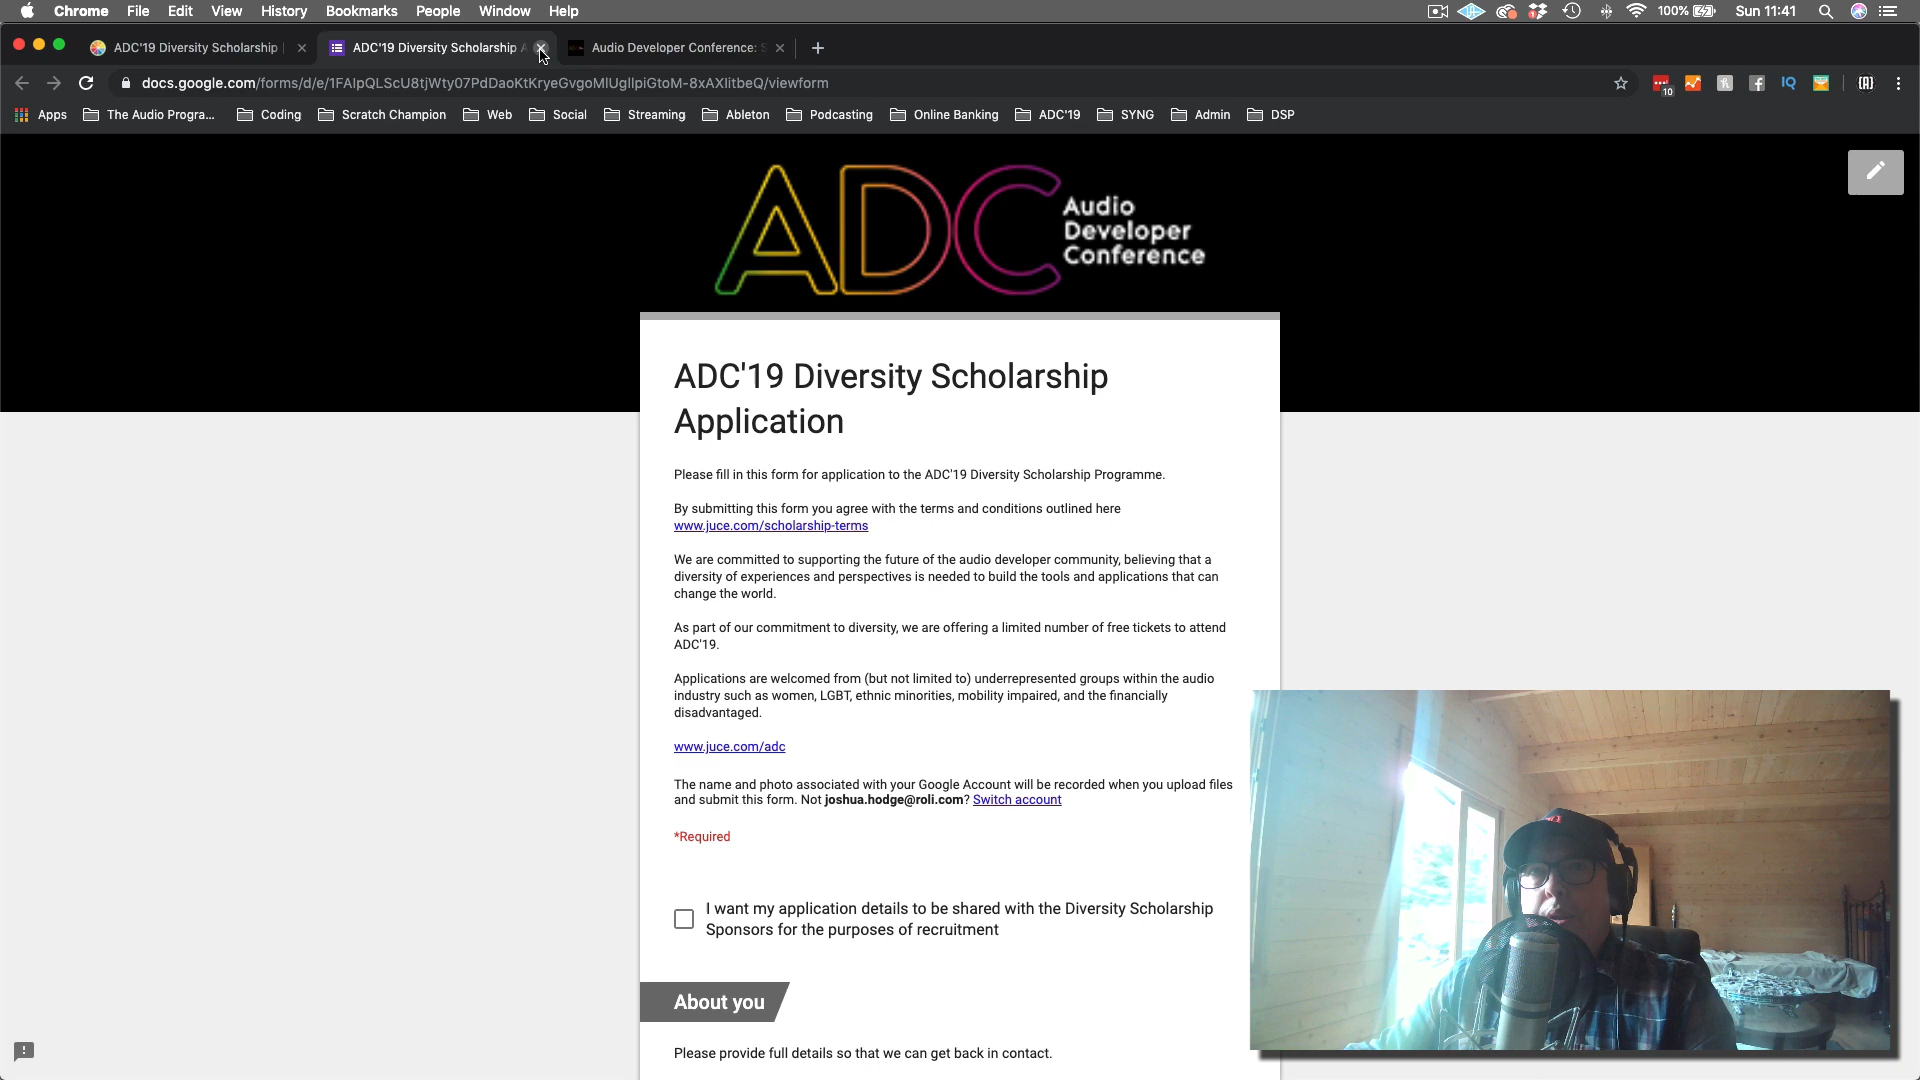 Chrome File Edit View History Bookmarks People Window Help 100% Sun 11:41
ADC'19 Diversity Scholarship ADC'19 Diversity Scholarship A Audio Developer Conference: S
docs.google.com/forms/d/e/1FAIpQLScU8tjWty07PdDaoKtKryeGvgoMlUgllpiGtoM-8xAXlitbeQ/viewform 10 IQ
Apps The Audio Progra... Coding Scratch Champion Web Social Streaming Ableton Podcasting Online Banking ADC'19 SYNG Admin DSP
ADC
Audio
Developer
Conference
ADC'19 Diversity Scholarship
Application
Please fill in this form for application to the ADC'19 Diversity Scholarship Programme.
By submitting this form you agree with the terms and conditions outlined here
www.juce.com/scholarship-terms
We are committed to supporting the future of the audio developer community, believing that a
diversity of experiences and perspectives is needed to build the tools and applications that can
change the world.
As part of our commitment to diversity, we are offering a limited number of free tickets to attend
ADC'19.
Applications are welcomed from (but not limited to) underrepresented groups within the audio
industry such as women, LGBT, ethnic minorities, mobility impaired, and the financially
disadvantaged.
www.juce.com/adc
The name and photo associated with your Google Account will be recorded when you upload files
and submit this form. Not joshua.hodge@roli.com? Switch account
*Required
I want my application details to be shared with the Diversity Scholarship
Sponsors for the purposes of recruitment
About you
Please provide full details so that we can get back in contact.